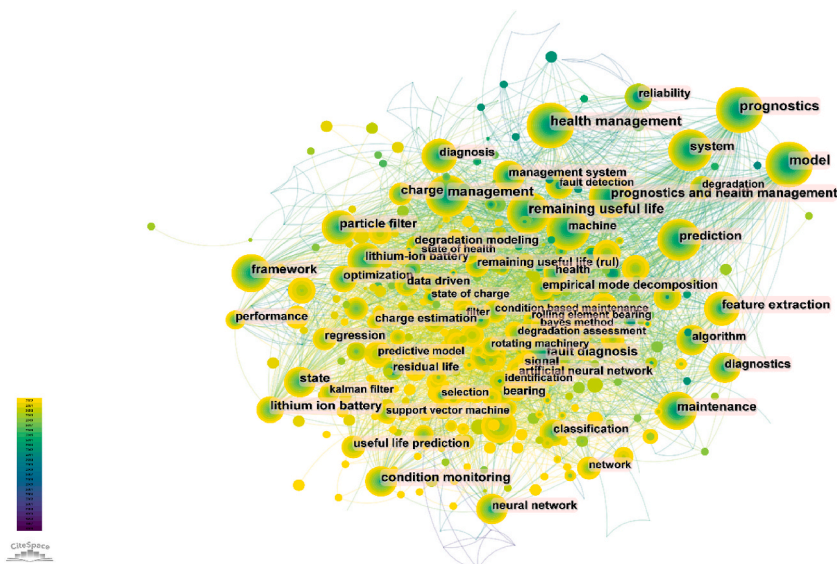 reliability
prognostics
health management
system
diagnosis
model
management system
fault detection
degradation
charge
management
prognostics and health management
remaining useful life
particle filter
machine
prediction
degradation modeling
state of health
lithium-ion battery
remaining useful life (rul)
framework
health
optimization
data driven
empirical mode decomposition
state of charge
feature extraction
condition based maintenance
performance
filter
rolling element bearing
charge estimation
bayes method
degradation assessment
regression
algorithm
rotating machinery
predictive model
fault diagnosis
signal
residual life
diagnostics
artificial neural network
state
identification
kalman filter
selection
bearing
lithium ion battery
support vector machine
maintenance
classification
useful life prediction
network
condition monitoring
neural network
CiteSpace